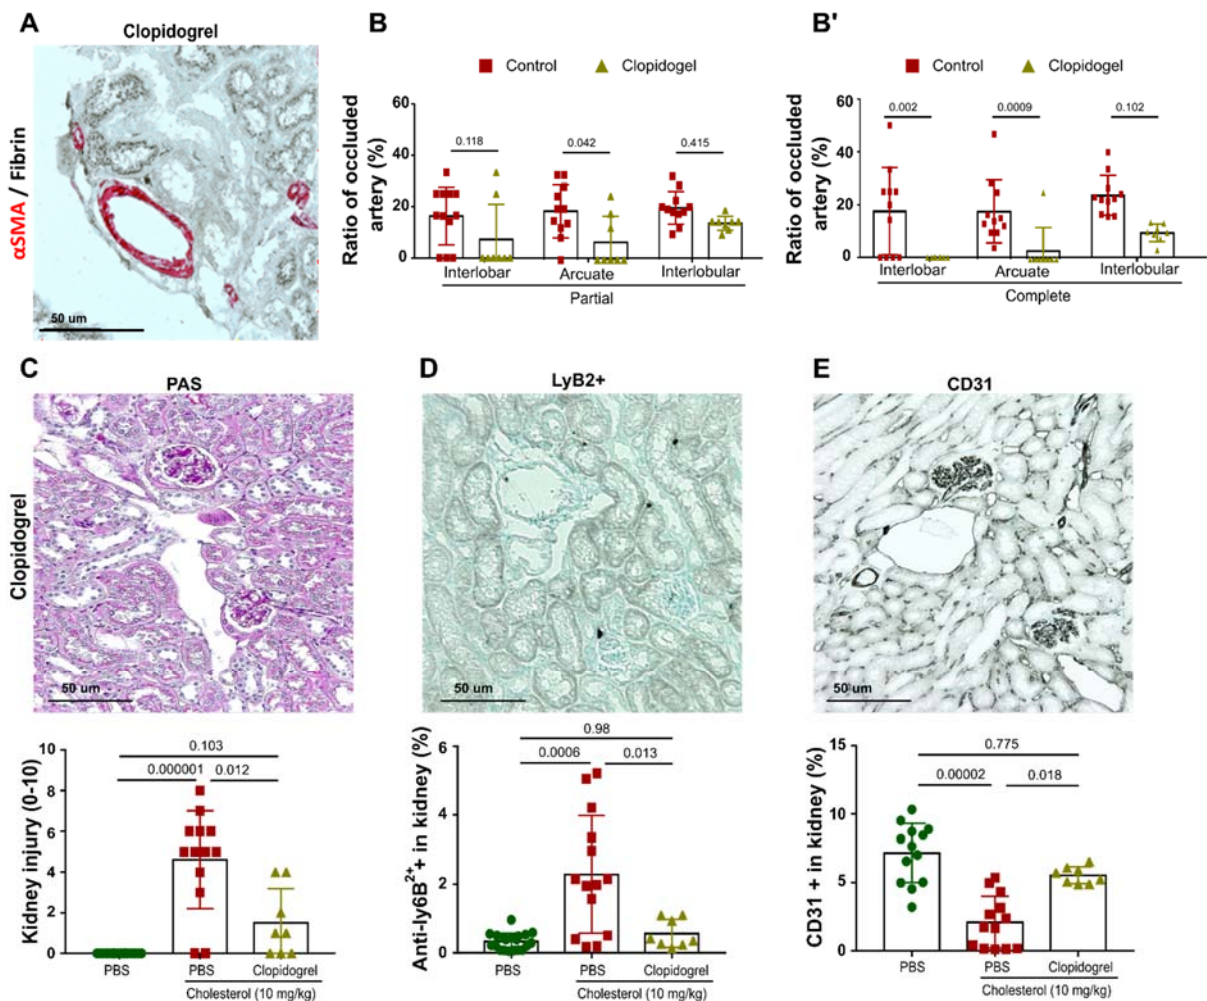 A
Clopidogrel
αSMA / Fibrin
50 um
B
Control
Clopidogel
Ratio of occluded
artery (%)
60
40
20
0
0.118
0.042
0.415
Interlobar
Arcuate
Interlobular
Partial
B'
Control
Clopidogel
Ratio of occluded
artery (%)
60
40
20
0
0.002
0.0009
0.102
Interlobar
Arcuate
Interlobular
Complete
C
PAS
Clopidogrel
50 um
D
LyB2+
50 um
E
CD31
50 um
Kidney injury (0-10)
10
8
6
4
2
0
0.103
0.000001
0.012
PBS
PBS
Clopidogrel
Cholesterol (10 mg/kg)
Anti-ly6B2+ + in kidney (%)
6
4
2
0
0.98
0.0006
0.013
PBS
PBS
Clopidogrel
Cholesterol (10 mg/kg)
CD31 + in kidney (%)
15
10
5
0
0.775
0.00002
0.018
PBS
PBS
Clopidogrel
Cholesterol (10 mg/kg)